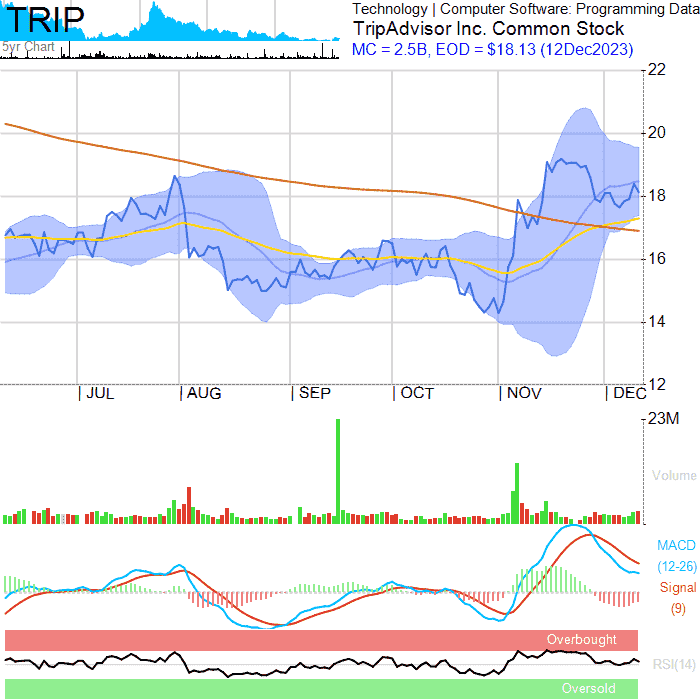 TRIP
Technology | Computer Software: Programming Data
TripAdvisor Inc. Common Stock
5yr Chart
MC = 2.5B, EOD = $18.13 (12Dec2023)
22
20
18
16
14
12
|JUL |AUG |SEP |OCT |NOV |DEC
23M
Volume
MACD
(12-26)
Signal
(9)
Overbought
RSI(14)
Oversold